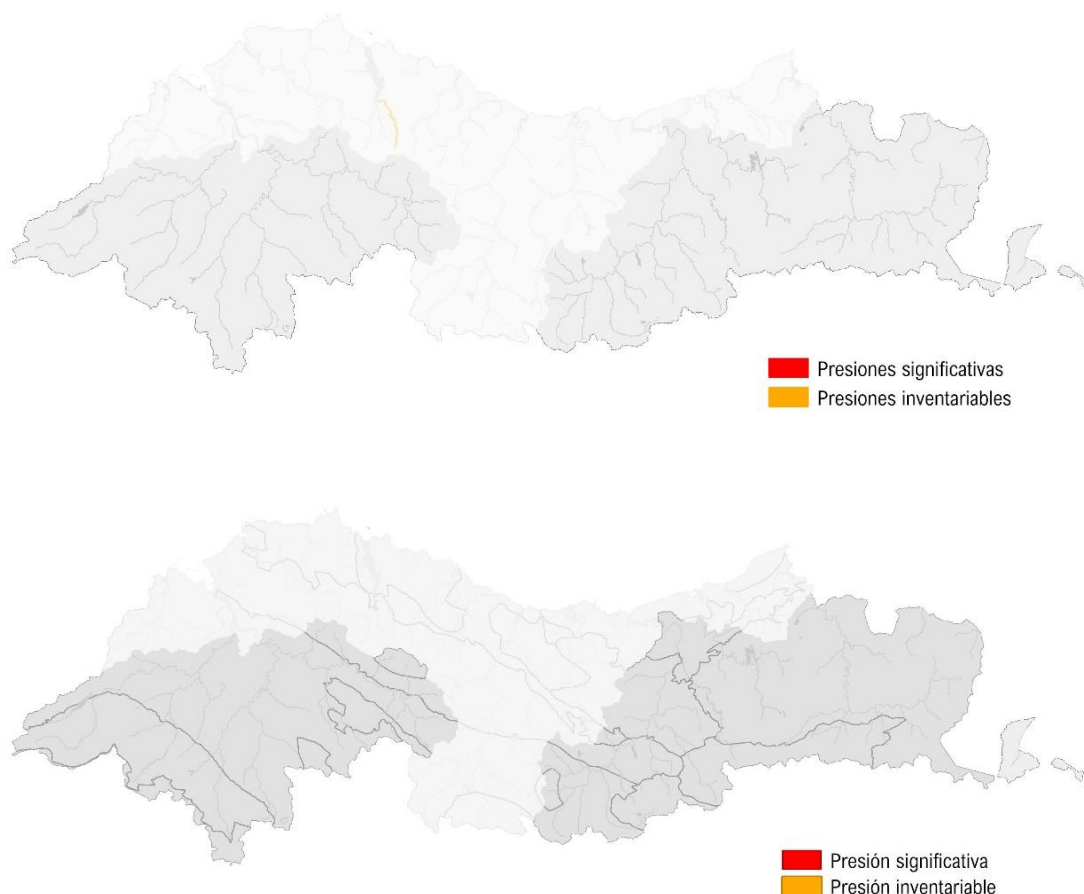 Presiones significativas
Presiones inventariables
Presión significativa
Presión inventariable